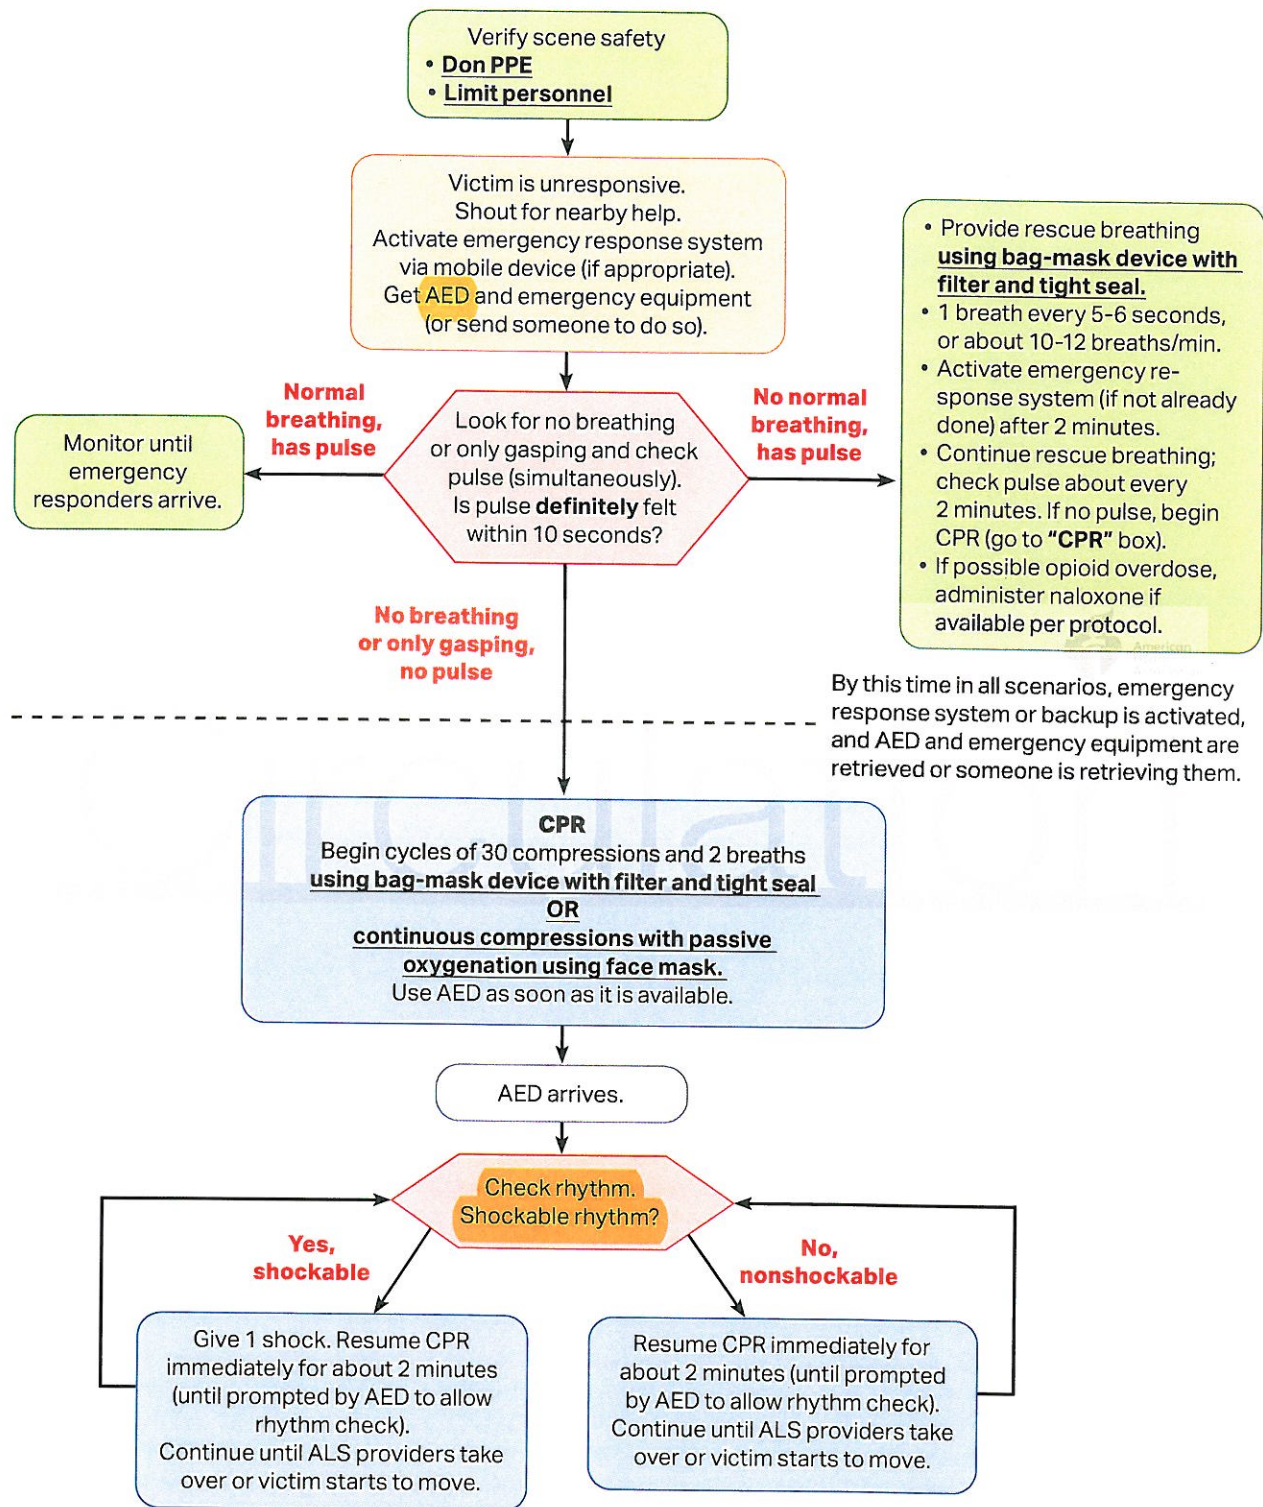 Verify scene safety
• Don PPE
• Limit personnel
Victim is unresponsive.
Shout for nearby help.
Activate emergency response system
via mobile device (if appropriate).
Get AED and emergency equipment
(or send someone to do so).
Normal
breathing,
has pulse
Look for no breathing
or only gasping and check
pulse (simultaneously).
Is pulse definitely felt
within 10 seconds?
No normal
breathing,
has pulse
Monitor until
emergency
responders arrive.
• Provide rescue breathing
using bag-mask device with
filter and tight seal.
• 1 breath every 5-6 seconds,
or about 10-12 breaths/min.
• Activate emergency re-
sponse system (if not already
done) after 2 minutes.
• Continue rescue breathing;
check pulse about every
2 minutes. If no pulse, begin
CPR (go to "CPR" box).
• If possible opioid overdose,
administer naloxone if
available per protocol.
American
No breathing
or only gasping,
no pulse
By this time in all scenarios, emergency
response system or backup is activated,
and AED and emergency equipment are
retrieved or someone is retrieving them.
CPR
Begin cycles of 30 compressions and 2 breaths
using bag-mask device with filter and tight seal
OR
continuous compressions with passive
oxygenation using face mask.
Use AED as soon as it is available.
AED arrives.
Check rhythm.
Shockable rhythm?
Yes,
shockable
No,
nonshockable
Give 1 shock. Resume CPR
immediately for about 2 minutes
(until prompted by AED to allow
rhythm check).
Continue until ALS providers take
over or victim starts to move.
Resume CPR immediately for
about 2 minutes (until prompted
by AED to allow rhythm check).
Continue until ALS providers take
over or victim starts to move.